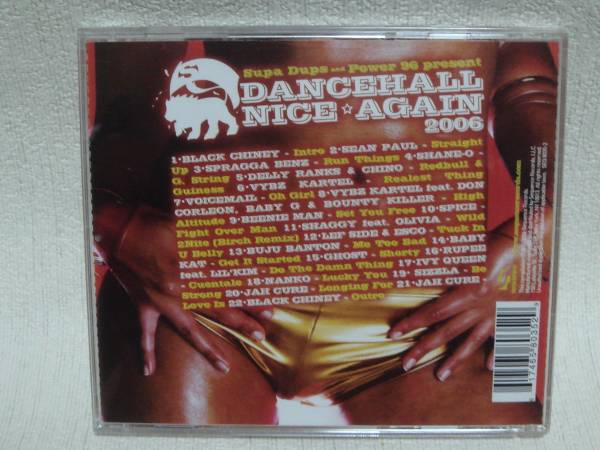 Supa Dups and Power 96 present
DANCEHALL
NICE ☆ AGAIN
2006
1·BLACK CHINEY - Intro 2·SEAN PAUL - Straight
Up 3·SPRAGGA BENZ - Run Things 4·SHANE-O -
G. String 5·DELLY RANKS & CHINO - Redbull &
Guiness 6·VYBZ KARTEL - Realest Thing
7·VOICEMAIL - Oh Girl 8·VYBZ KARTEL feat. DON
CORLEON, BABY G & BOUNTY KILLER - High
Altitude 9·BEENIE MAN - Set You Free 10·SPICE -
Fight Over Man 11·SHAGGY feat. OLIVIA - Wild
2Nite (Birch Remix) 12·LEF SIDE & ESCO - Tuck In
U Belly 13·BUJU BANTON - Me Too Bad 14·BABY
KAT - Get It Started 15·GHOST - Shorty 16·RUPEE
feat. LIL'KIM - Do The Damn Thing 17·IVY QUEEN
- Cuentale 18·NANKO - Lucky You 19· SIZZLA - Be
Strong 20·JAH CURE - Longing For 21·JAH CURE -
Love Is 22·BLACK CHINEY - Outro